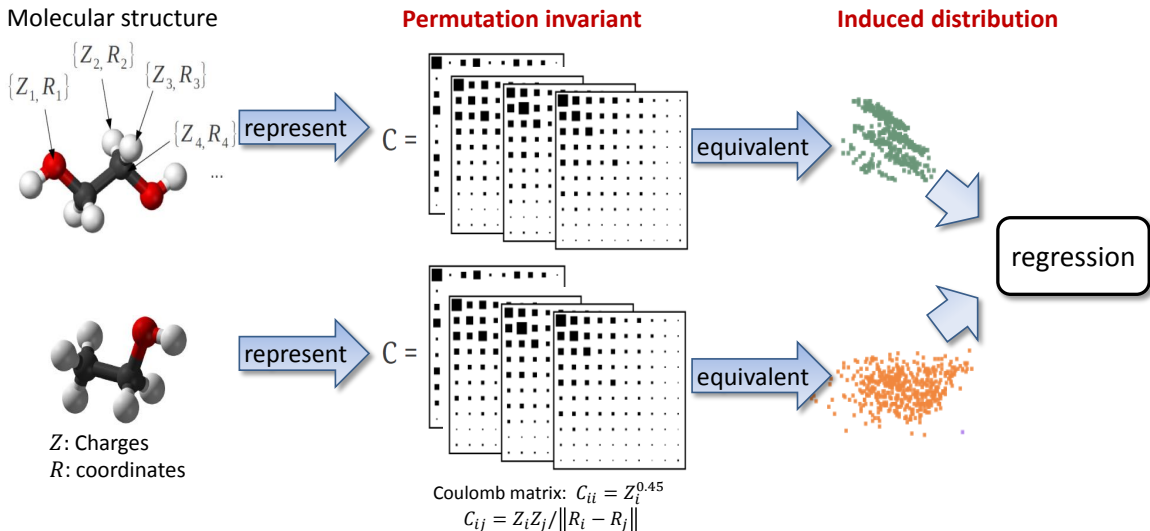 Molecular structure
Permutation invariant
Induced distribution
{Z₂, R₂}
{Z₁, R₁}
{Z₃, R₃}
{Z₄, R₄}
...
represent
C =
equivalent
regression
represent
C =
equivalent
Z: Charges
R: coordinates
Coulomb matrix: Cᵢᵢ = Zᵢ^0.45
Cᵢⱼ = ZᵢZⱼ/‖Rᵢ − Rⱼ‖